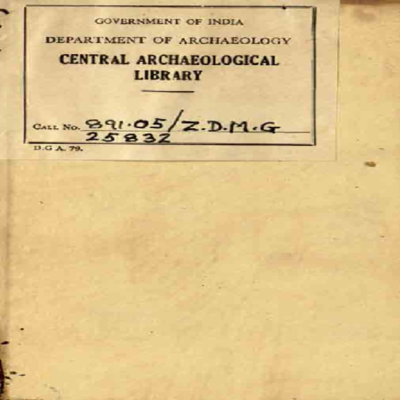 GOVERNMENT OF INDIA
DEPARTMENT OF ARCHAEOLOGY
CENTRAL ARCHAEOLOGICAL
LIBRARY
CALL No. 891.05/Z.D.M.G
25832
D.G A. 79.